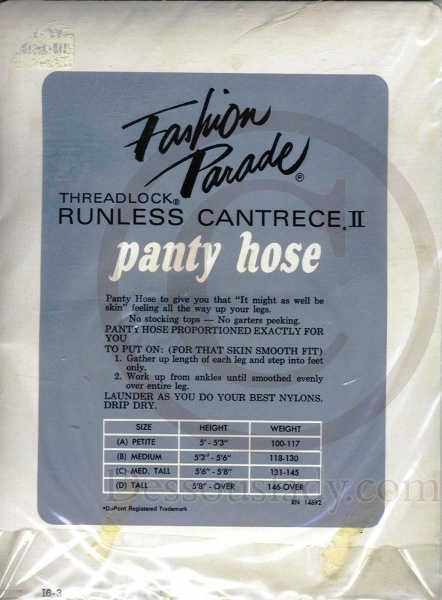 Fashion
Parade®
THREADLOCK®
RUNLESS CANTRECE*II
panty hose
Panty Hose to give you that "It might as well be
skin" feeling all the way up your legs.
No stocking tops — No garters peeking.
PANTY HOSE PROPORTIONED EXACTLY FOR
YOU
TO PUT ON: (FOR THAT SKIN SMOOTH FIT)
1. Gather up length of each leg and step into feet
only.
2. Work up from ankles until smoothed evenly
over entire leg.
LAUNDER AS YOU DO YOUR BEST NYLONS.
DRIP DRY.
SIZE HEIGHT WEIGHT
(A) PETITE 5' - 5'3" 100-117
(B) MEDIUM 5'3" - 5'6" 118-130
(C) MED. TALL 5'6" - 5'8" 131-145
(D) TALL 5'8" - OVER 146-OVER
*DuPont Registered Trademark RN 14692
Dessouslady.com
16-3